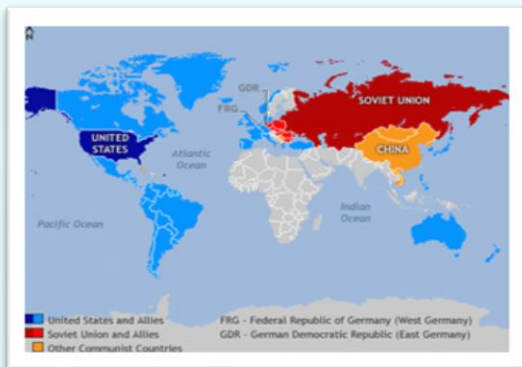 N
GDR
FRG
SOVIET UNION
UNITED
STATES
CHINA
Atlantic
Ocean
Indian
Ocean
Pacific Ocean
United States and Allies
FRG - Federal Republic of Germany (West Germany)
Soviet Union and Allies
GDR - German Democratic Republic (East Germany)
Other Communist Countries